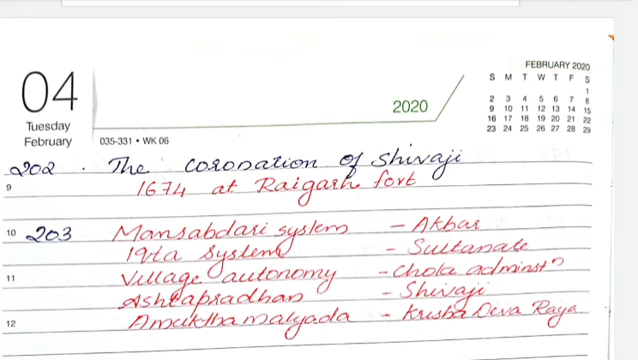 FEBRUARY 2020
S M T W T F S
1
2 3 4 5 6 7 8
9 10 11 12 13 14 15
16 17 18 19 20 21 22
23 24 25 26 27 28 29
04
Tuesday
February
035-331 • WK 06
2020
202 . The coronation of Shivaji
9 1674 at Raigarh fort
10 203 Mansabdari system - Akbar
Iqta System - Sultanate
11 Village autonomy - chola adminstⁿ
Ashtapradhan - Shivaji
12 Amukthamalyada - Krisha Deva Raya